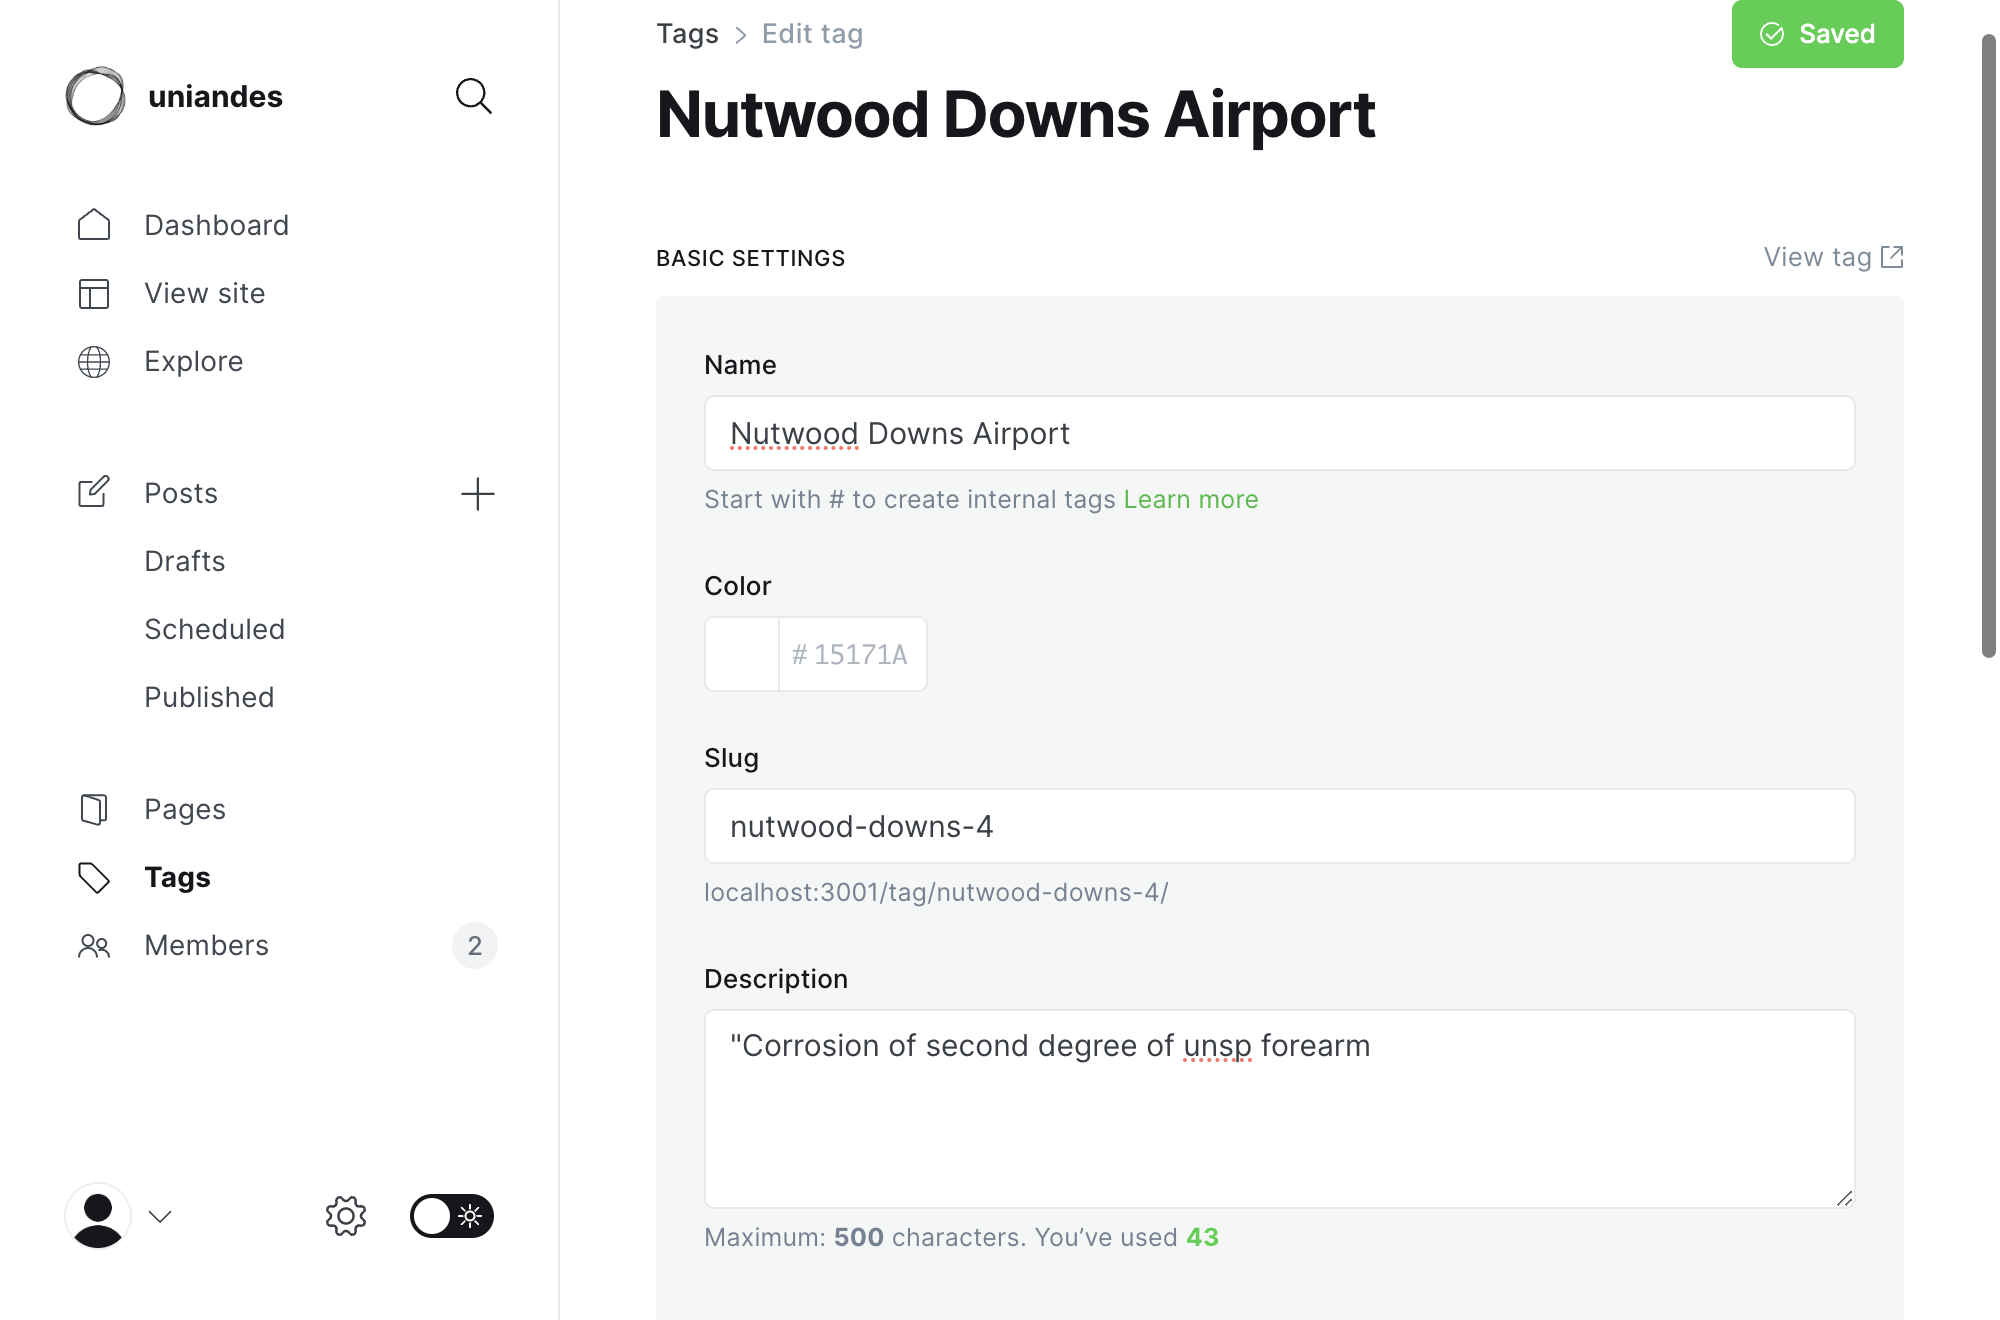 uniandes
Dashboard
View site
Explore
Posts
Drafts
Scheduled
Published
Pages
Tags
Members 2
Tags > Edit tag
Saved
Nutwood Downs Airport
BASIC SETTINGS
View tag
Name
Nutwood Downs Airport
Start with # to create internal tags Learn more
Color
# 15171A
Slug
nutwood-downs-4
localhost:3001/tag/nutwood-downs-4/
Description
"Corrosion of second degree of unsp forearm
Maximum: 500 characters. You’ve used 43